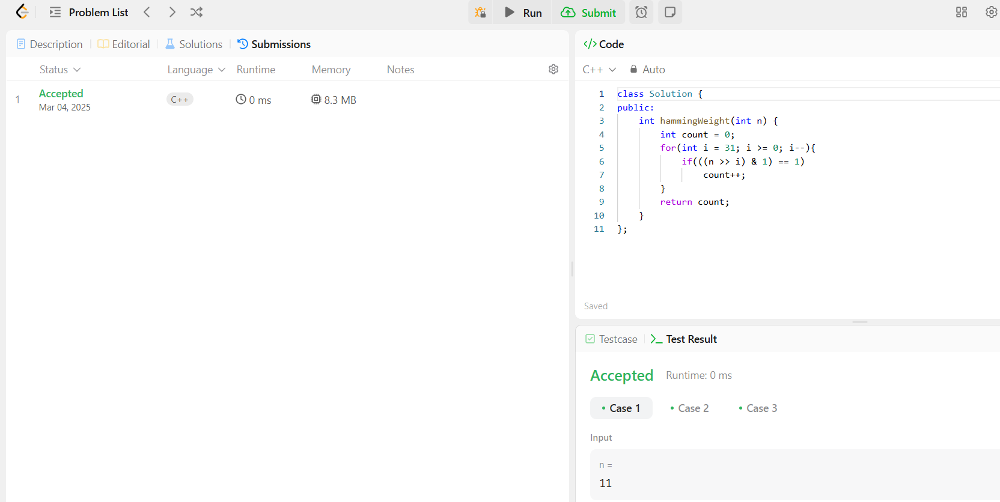 Problem List
Run
Submit
Description
Editorial
Solutions
Submissions
Status
Language
Runtime
Memory
Notes
1
Accepted
Mar 04, 2025
C++
0 ms
8.3 MB
</> Code
C++
Auto
1 class Solution {
2 public:
3     int hammingWeight(int n) {
4         int count = 0;
5         for(int i = 31; i >= 0; i--){
6             if(((n >> i) & 1) == 1)
7                 count++;
8         }
9         return count;
10     }
11 };
Saved
Testcase
Test Result
Accepted Runtime: 0 ms
• Case 1 • Case 2 • Case 3
Input
n =
11